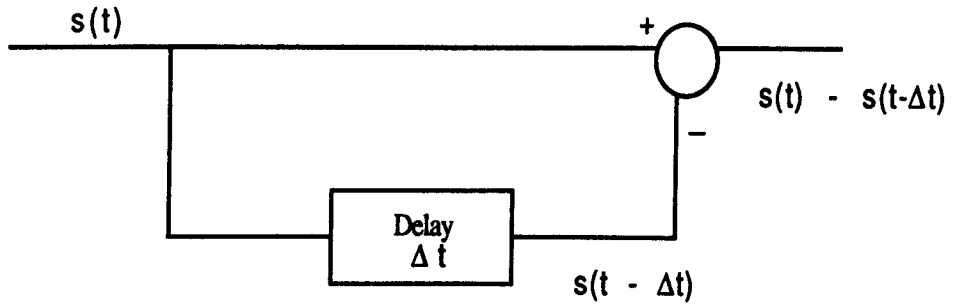 s(t)
+
s(t) - s(t-Δt)
−
Delay
Δ t
s(t - Δt)